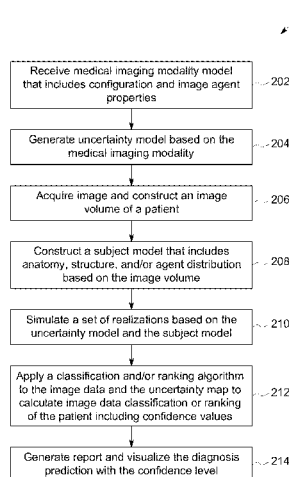 Receive medical imaging modality model
that includes configuration and image agent
properties
202
Generate uncertainty model based on the
medical imaging modality
204
Acquire image and construct an image
volume of a patient
206
Construct a subject model that includes
anatomy, structure, and/or agent distribution
based on the image volume
208
Simulate a set of realizations based on the
uncertainty model and the subject model
210
Apply a classification and/or ranking algorithm
to the image data and the uncertainty map to
calculate image data classification or ranking
of the patient including confidence values
212
Generate report and visualize the diagnosis
prediction with the confidence level
214